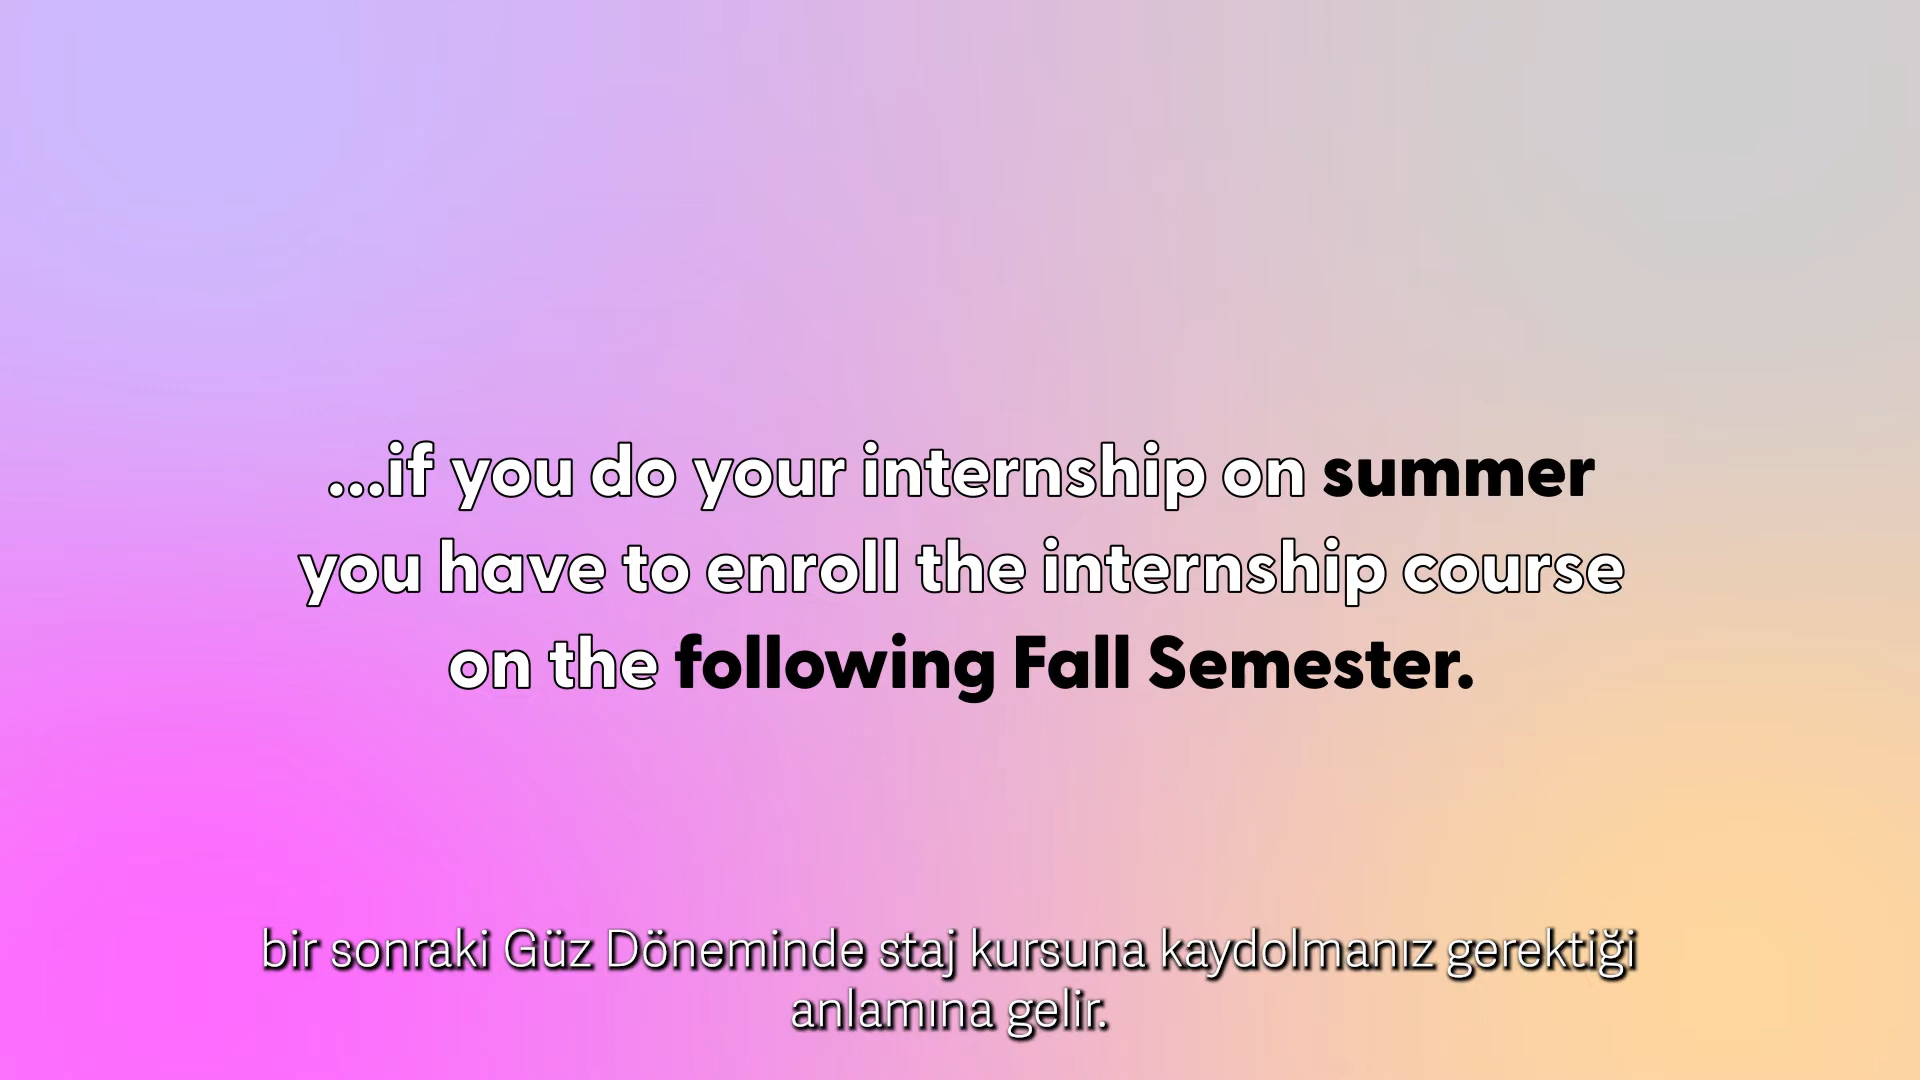 ...if you do your internship on summer
you have to enroll the internship course
on the following Fall Semester.
bir sonraki Güz Döneminde staj kursuna kaydolmanız gerektiği
anlamına gelir.